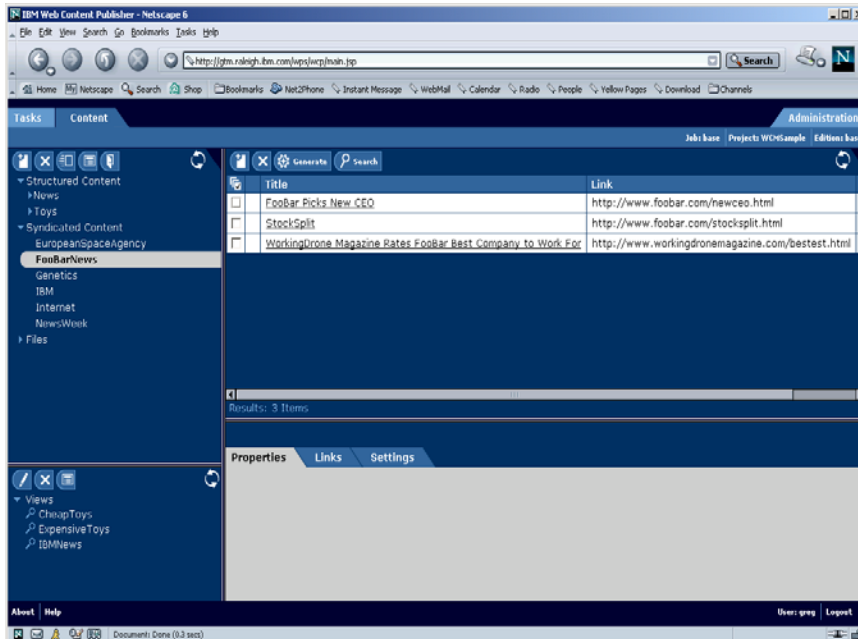 IBM Web Content Publisher - Netscape 6
File Edit View Search Go Bookmarks Tasks Help
http://gtm.raleigh.ibm.com/wps/wcp/main.jsp Search N
Home My Netscape Search Shop Bookmarks Net2Phone Instant Message WebMail Calendar Radio People Yellow Pages Download Channels
Tasks Content Administration
Job: base Project: WCMSample Edition: bas
Generate Search
Structured Content
News
Toys
Syndicated Content
EuropeanSpaceAgency
FooBarNews
Genetics
IBM
Internet
NewsWeek
Files
Title Link
FooBar Picks New CEO http://www.foobar.com/newceo.html
StockSplit http://www.foobar.com/stocksplit.html
WorkingDrone Magazine Rates FooBar Best Company to Work For http://www.workingdronemagazine.com/bestest.html
Results: 3 Items
Properties Links Settings
Views
CheapToys
ExpensiveToys
IBMNews
About Help User: greg Logout
Document: Done (0.3 secs)